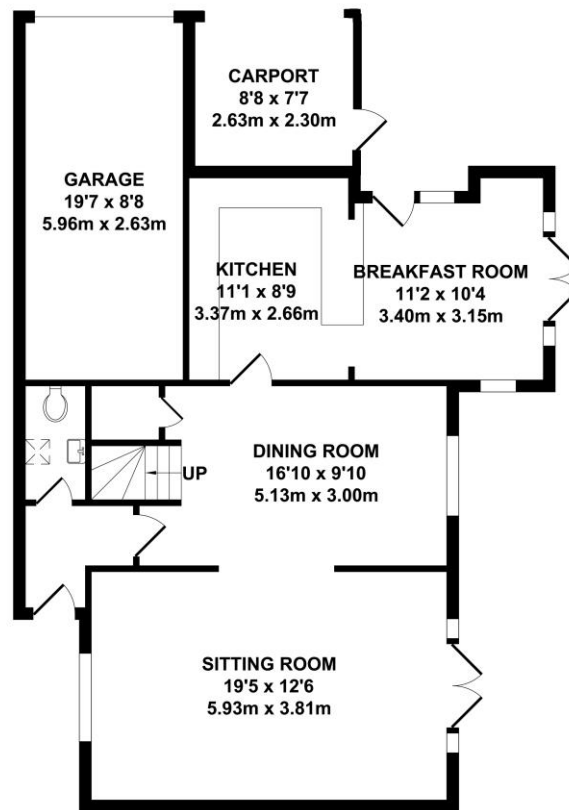 CARPORT
8'8 x 7'7
2.63m x 2.30m
GARAGE
19'7 x 8'8
5.96m x 2.63m
KITCHEN
11'1 x 8'9
3.37m x 2.66m
BREAKFAST ROOM
11'2 x 10'4
3.40m x 3.15m
DINING ROOM
16'10 x 9'10
5.13m x 3.00m
UP
SITTING ROOM
19'5 x 12'6
5.93m x 3.81m